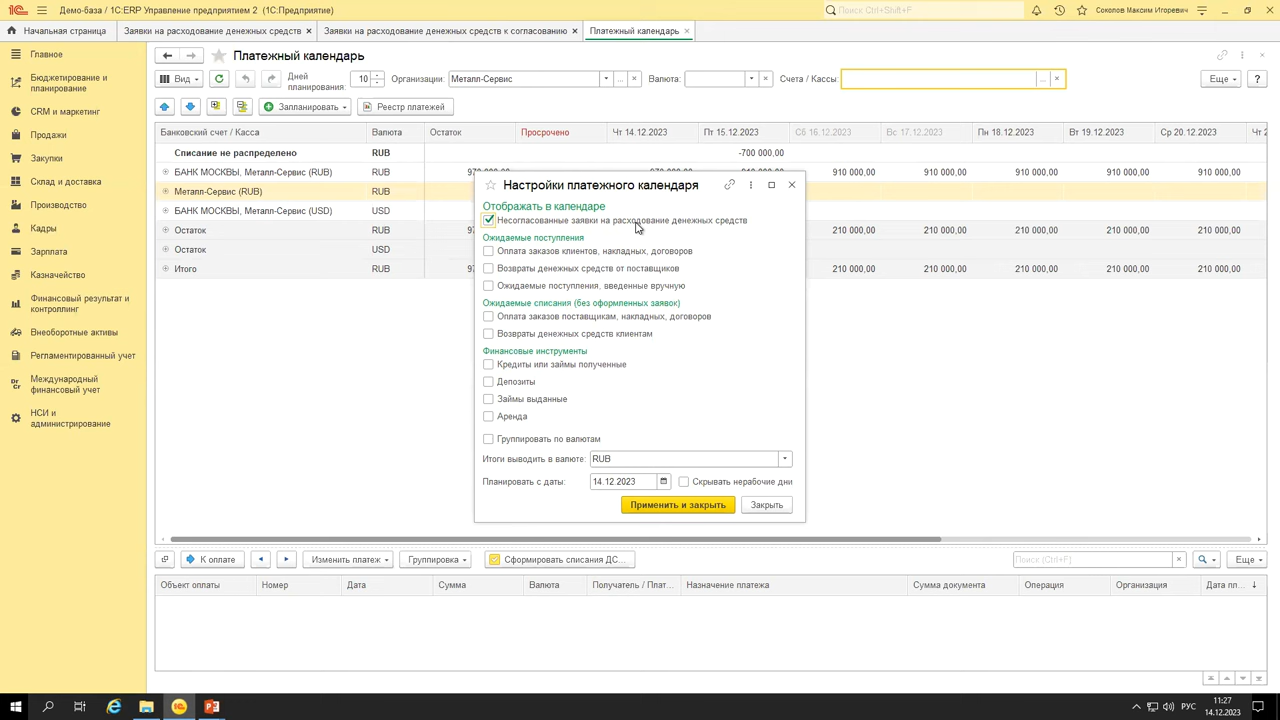 Демо-база / 1С:ERP Управление предприятием 2 (1С:Предприятие)
Поиск Ctrl+Shift+F
Соколов Максим Игоревич
Начальная страница
Заявки на расходование денежных средств ×
Заявки на расходование денежных средств к согласованию ×
Платежный календарь ×
Главное
Бюджетирование и
планирование
CRM и маркетинг
Продажи
Закупки
Склад и доставка
Производство
Кадры
Зарплата
Казначейство
Финансовый результат и
контроллинг
Внеоборотные активы
Регламентированный учет
Международный
финансовый учет
НСИ и
администрирование
Платежный календарь
Вид
Дней
планирования:
10
Организации:
Металл-Сервис
Валюта:
Счета / Кассы:
Еще
?
Запланировать
Реестр платежей
Банковский счет / Касса Валюта Остаток Просрочено Чт 14.12.2023 Пт 15.12.2023 Сб 16.12.2023 Вс 17.12.2023 Пн 18.12.2023 Вт 19.12.2023 Ср 20.12.2023 Чт 2
Списание не распределено RUB -700 000,00
БАНК МОСКВЫ, Металл-Сервис (RUB) RUB 910 000,00 910 000,00 910 000,00 910 000,00 910 000,00
Металл-Сервис (RUB) RUB
БАНК МОСКВЫ, Металл-Сервис (USD) USD
Остаток RUB 210 000,00 210 000,00 210 000,00 210 000,00 210 000,00
Остаток USD
Итого RUB 210 000,00 210 000,00 210 000,00 210 000,00 210 000,00
Настройки платежного календаря
Отображать в календаре
Несогласованные заявки на расходование денежных средств
Ожидаемые поступления
Оплата заказов клиентов, накладных, договоров
Возвраты денежных средств от поставщиков
Ожидаемые поступления, введенные вручную
Ожидаемые списания (без оформленных заявок)
Оплата заказов поставщикам, накладных, договоров
Возвраты денежных средств клиентам
Финансовые инструменты
Кредиты или займы полученные
Депозиты
Займы выданные
Аренда
Группировать по валютам
Итоги выводить в валюте: RUB
Планировать с даты: 14.12.2023 Скрывать нерабочие дни
Применить и закрыть Закрыть
К оплате
Изменить платеж
Группировка
Сформировать списания ДС...
Поиск (Ctrl+F)
Еще
Объект оплаты Номер Дата Сумма Валюта Получатель / Плат... Назначение платежа Сумма документа Операция Организация Дата пл... ↓
РУС
11:27
14.12.2023